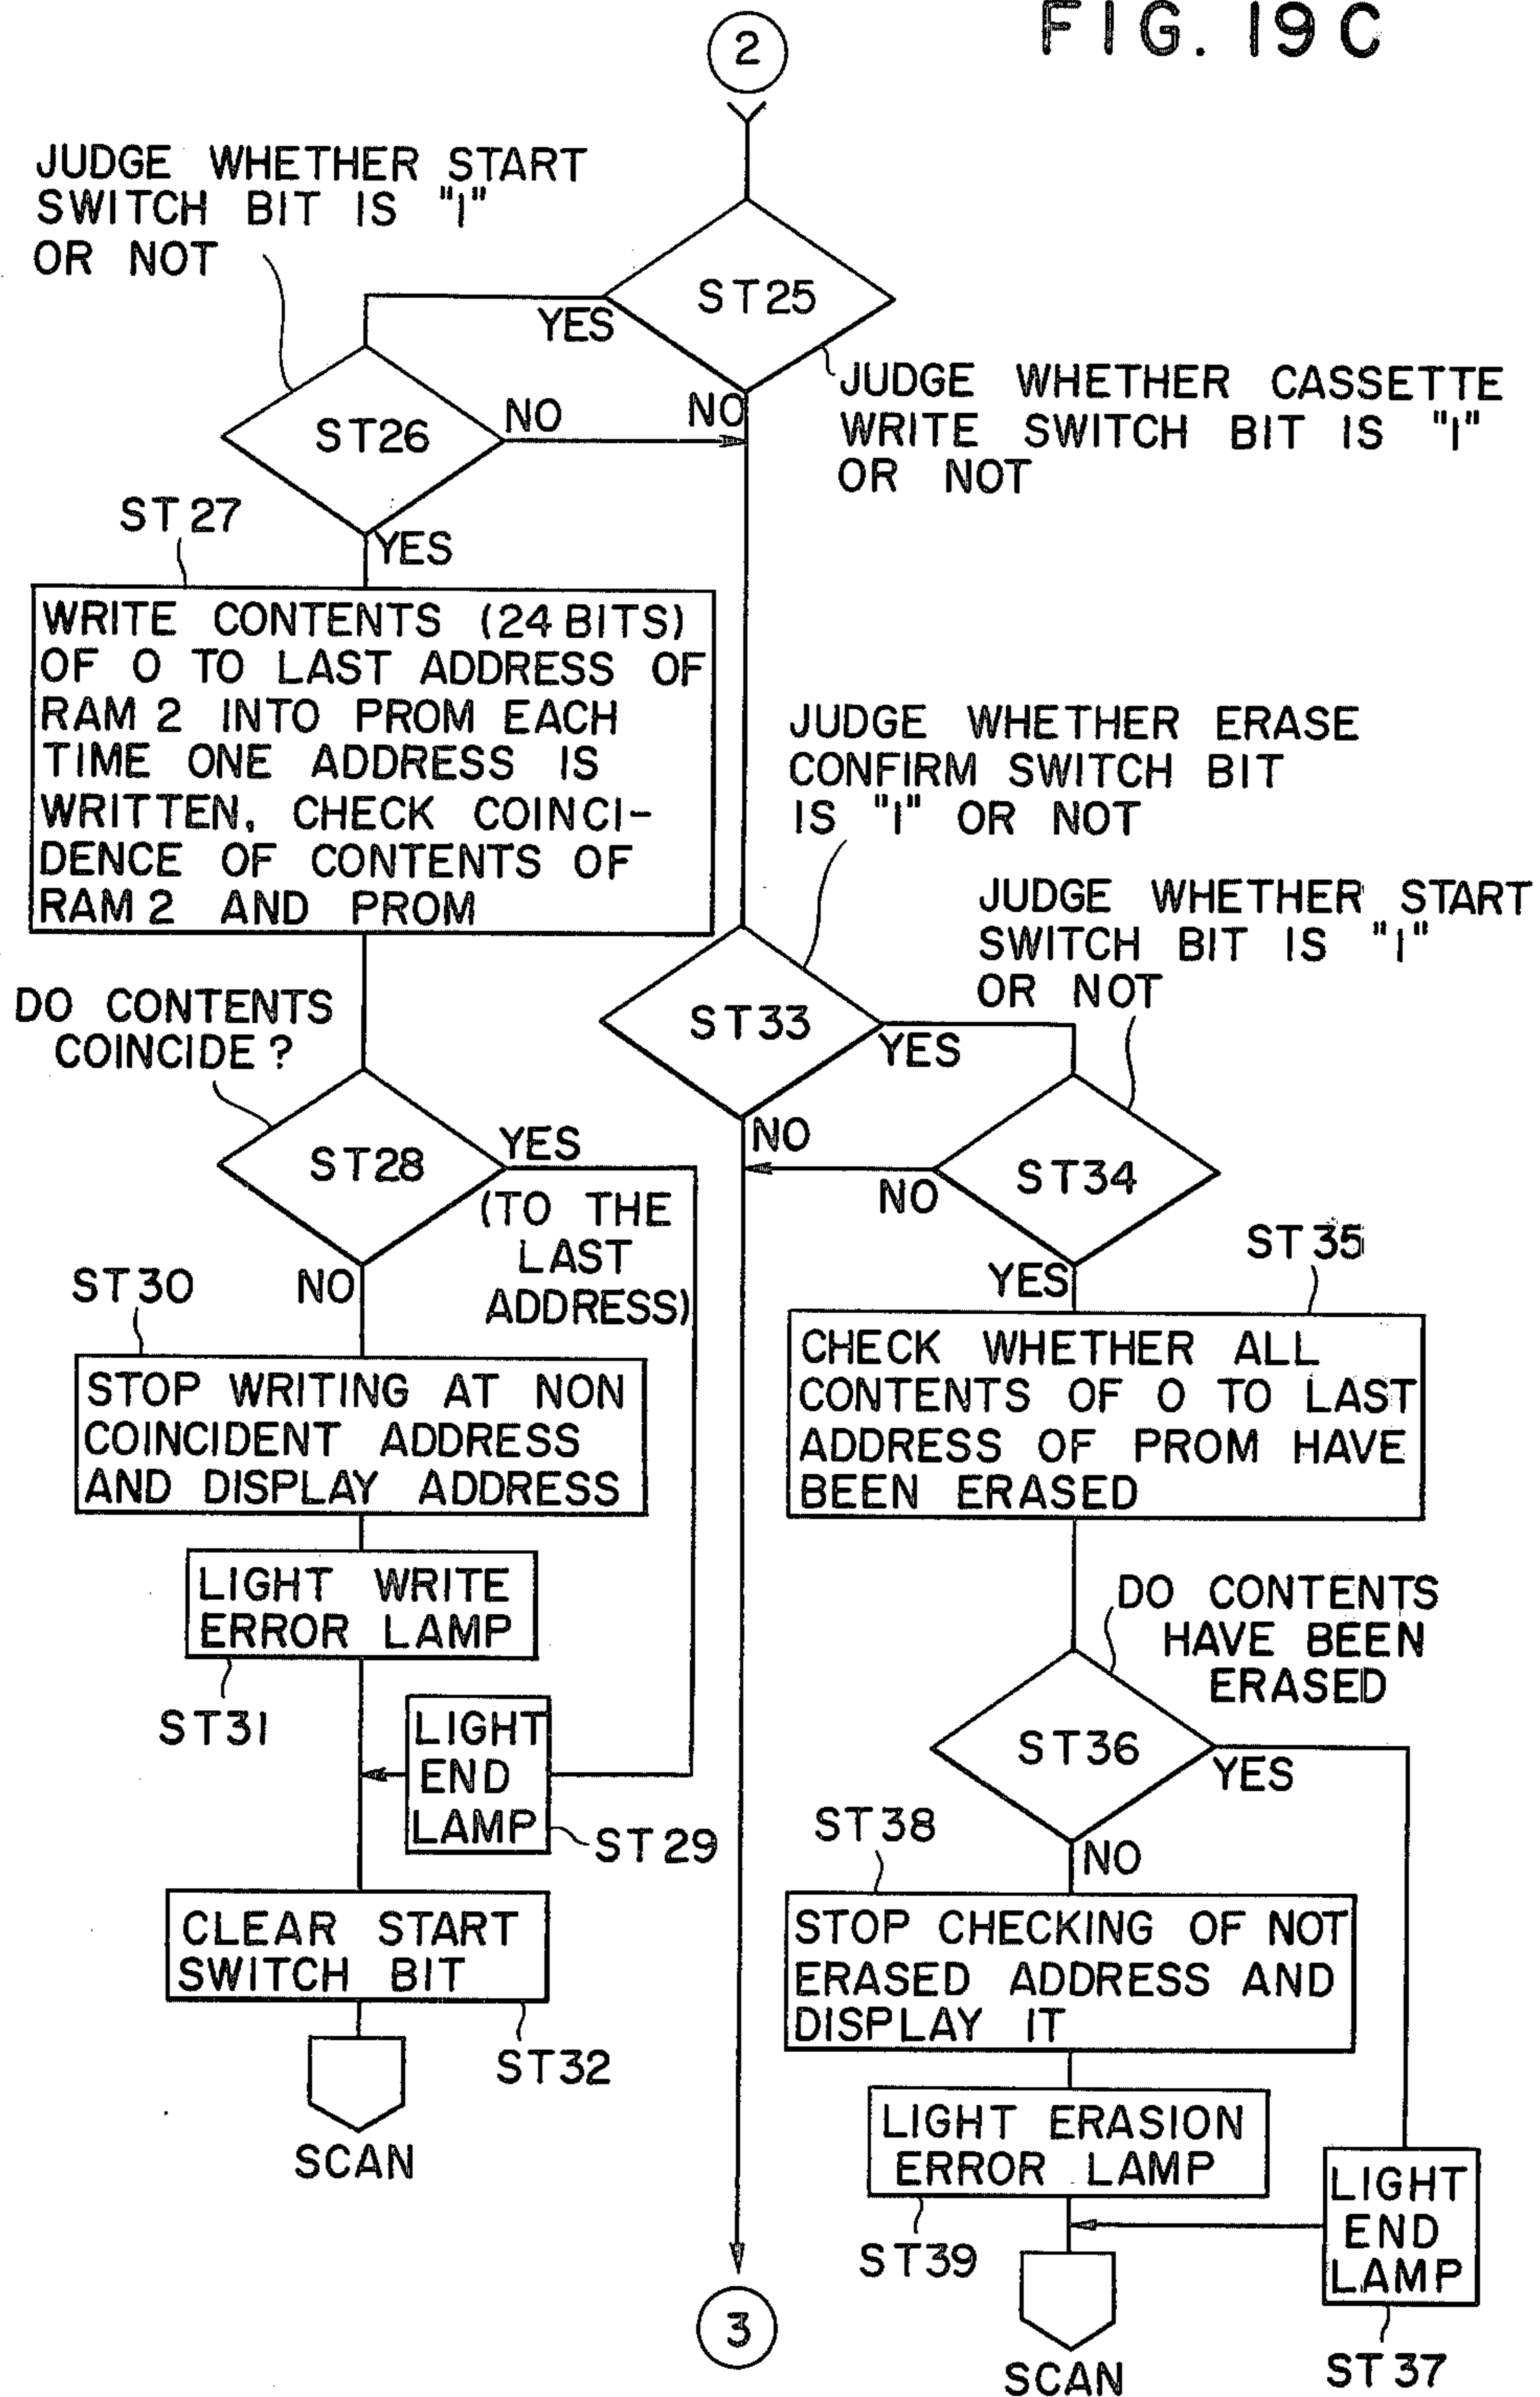 FIG. 19C
2
JUDGE WHETHER START
SWITCH BIT IS "1"
OR NOT
ST25
YES
NO
JUDGE WHETHER CASSETTE
WRITE SWITCH BIT IS "1"
OR NOT
ST26
NO
YES
ST27
WRITE CONTENTS (24 BITS)
OF 0 TO LAST ADDRESS OF
RAM 2 INTO PROM EACH
TIME ONE ADDRESS IS
WRITTEN, CHECK COINCI-
DENCE OF CONTENTS OF
RAM 2 AND PROM
JUDGE WHETHER ERASE
CONFIRM SWITCH BIT
IS "1" OR NOT
JUDGE WHETHER START
SWITCH BIT IS "1"
OR NOT
DO CONTENTS
COINCIDE ?
ST33
YES
NO
ST28
YES
(TO THE
LAST
ADDRESS)
NO
ST34
NO
YES
ST30
STOP WRITING AT NON
COINCIDENT ADDRESS
AND DISPLAY ADDRESS
ST35
CHECK WHETHER ALL
CONTENTS OF 0 TO LAST
ADDRESS OF PROM HAVE
BEEN ERASED
LIGHT WRITE
ERROR LAMP
ST31
DO CONTENTS
HAVE BEEN
ERASED
LIGHT
END
LAMP
ST29
ST36
YES
NO
ST38
STOP CHECKING OF NOT
ERASED ADDRESS AND
DISPLAY IT
CLEAR START
SWITCH BIT
ST32
SCAN
LIGHT ERASION
ERROR LAMP
ST39
LIGHT
END
LAMP
ST37
3
SCAN